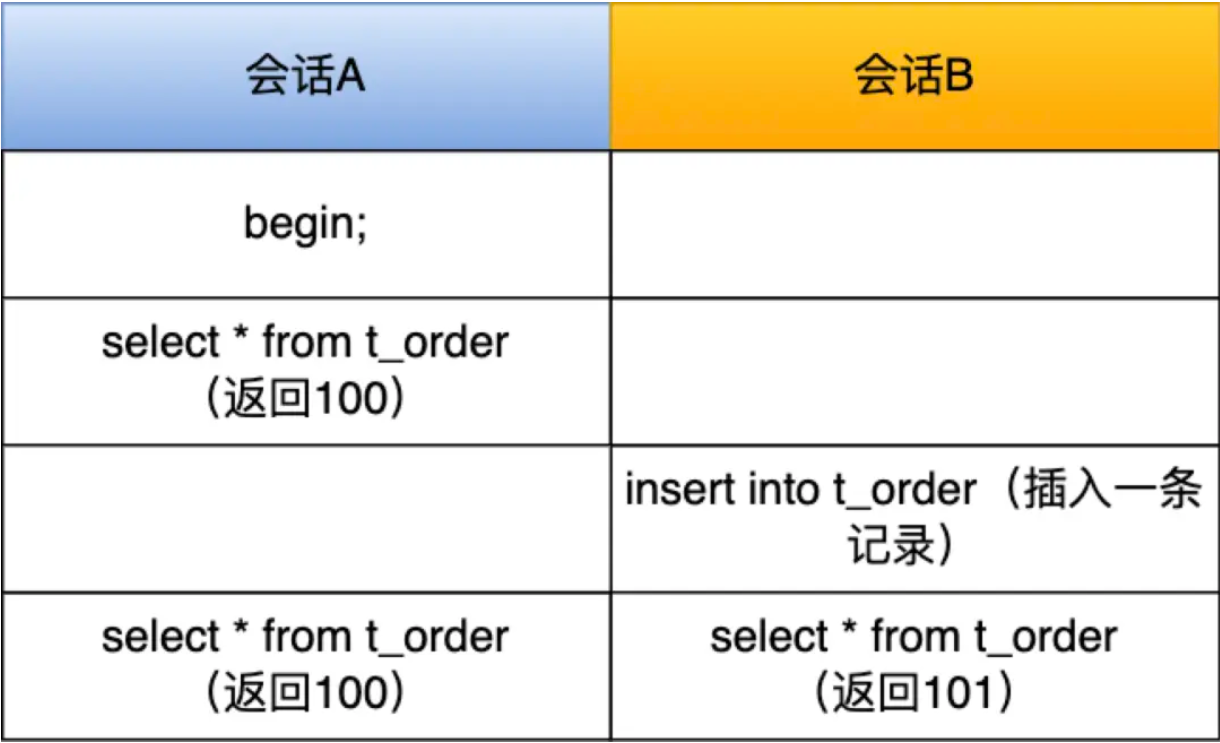 会话A
会话B
begin;
select * from t_order
（返回100）
insert into t_order（插入一条
记录）
select * from t_order
（返回100）
select * from t_order
（返回101）